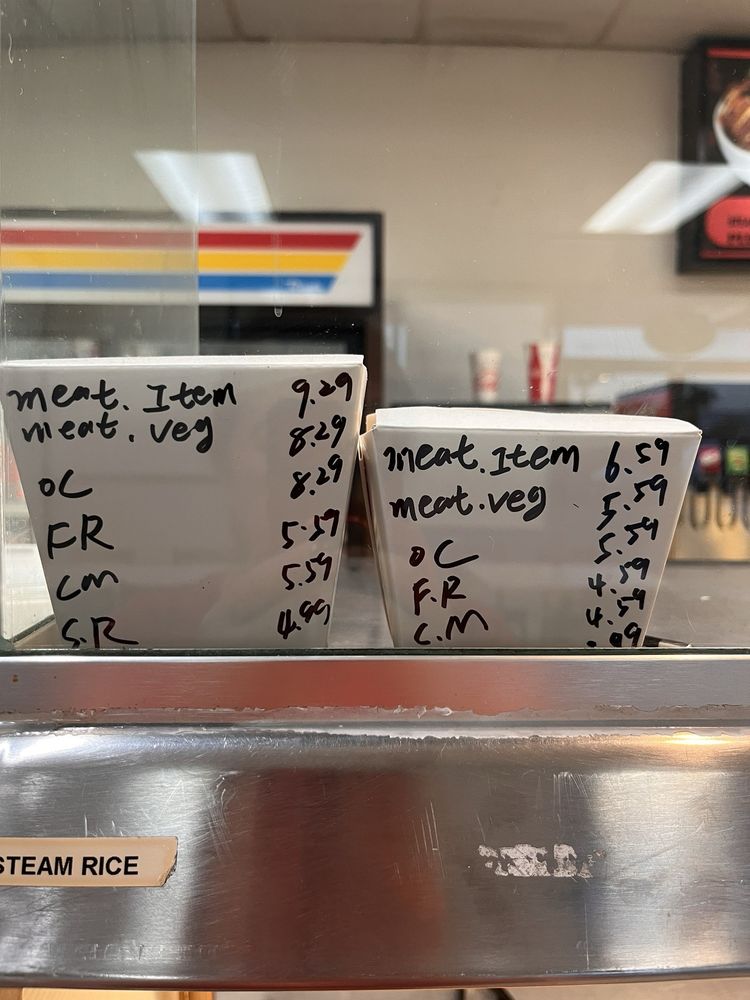 meat. Item 9.29
meat. veg 8.29
OC 8.29
FR 5.59
CM 5.59
S.R 4.99
meat. Item 6.59
meat. veg 5.59
OC 5.59
F.R 4.59
C.M 4.59
.99
STEAM RICE